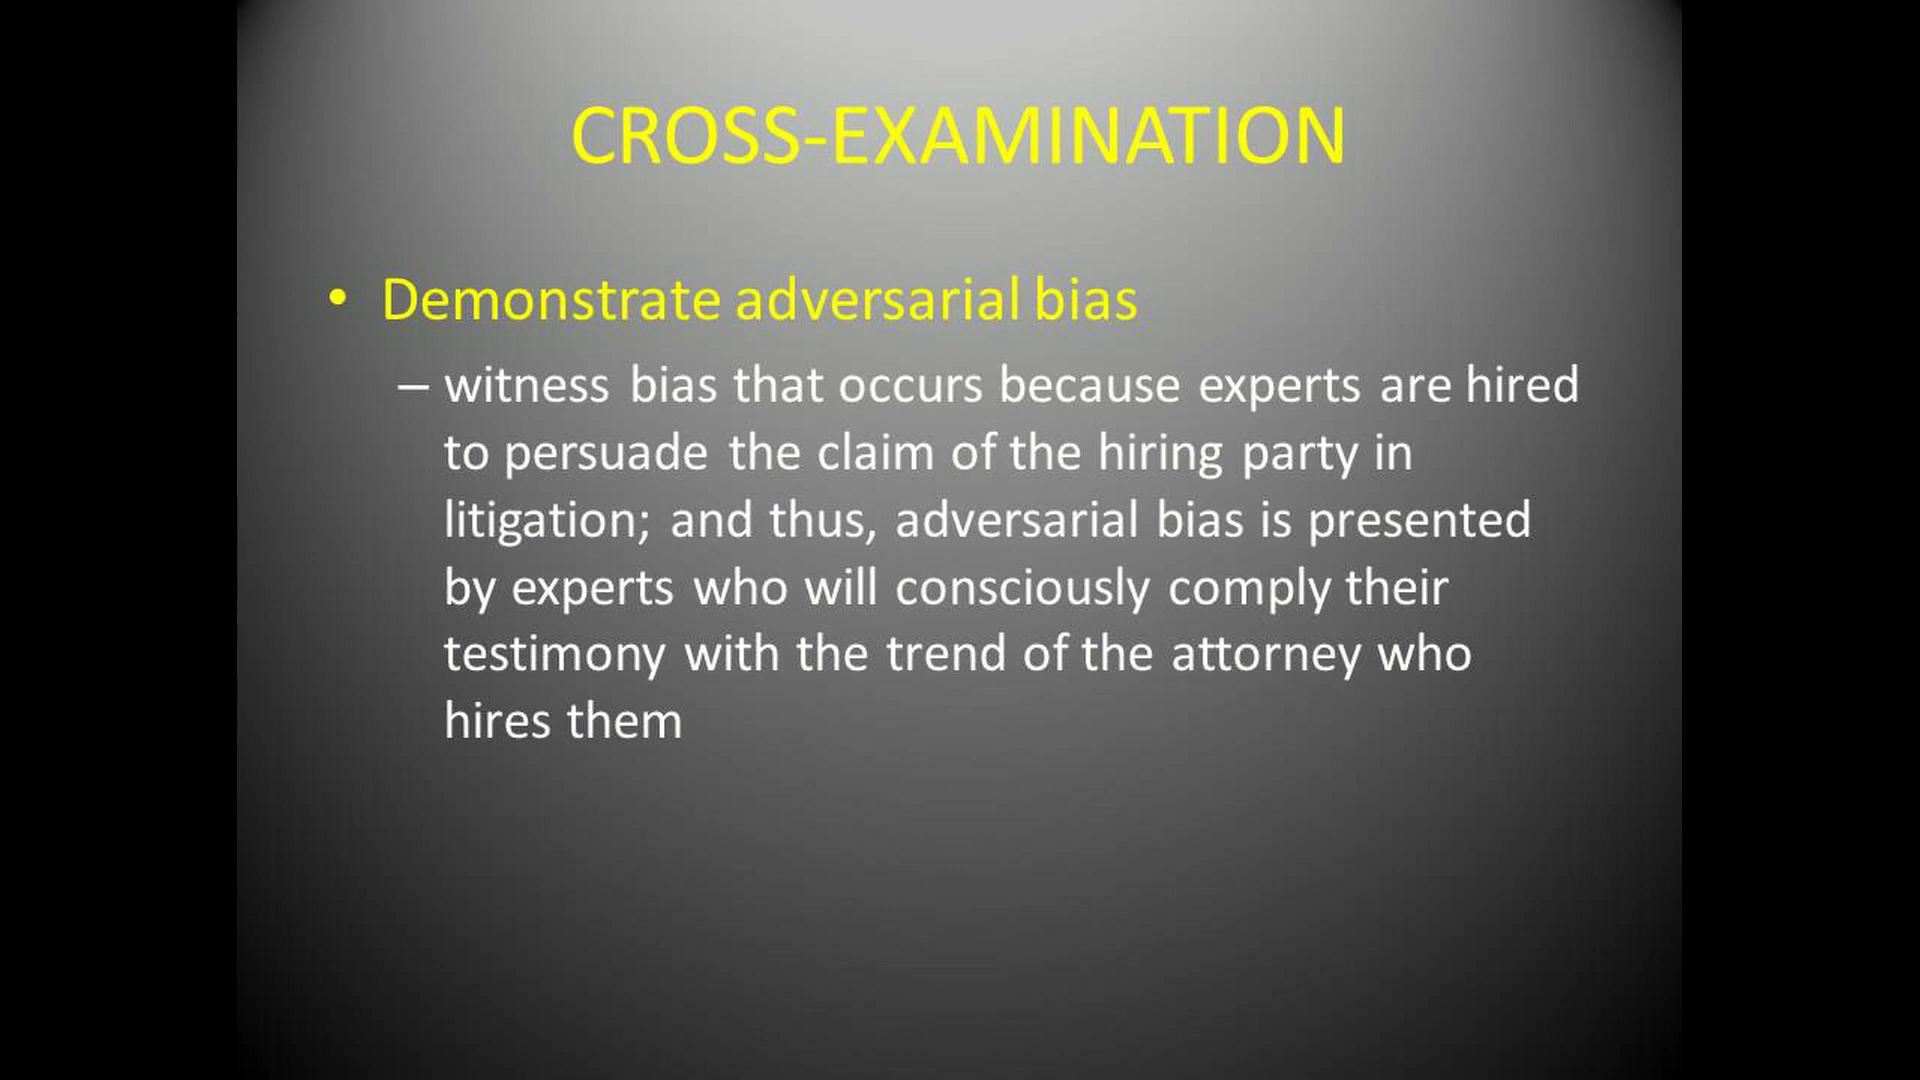 CROSS-EXAMINATION
• Demonstrate adversarial bias
– witness bias that occurs because experts are hired
to persuade the claim of the hiring party in
litigation; and thus, adversarial bias is presented
by experts who will consciously comply their
testimony with the trend of the attorney who
hires them